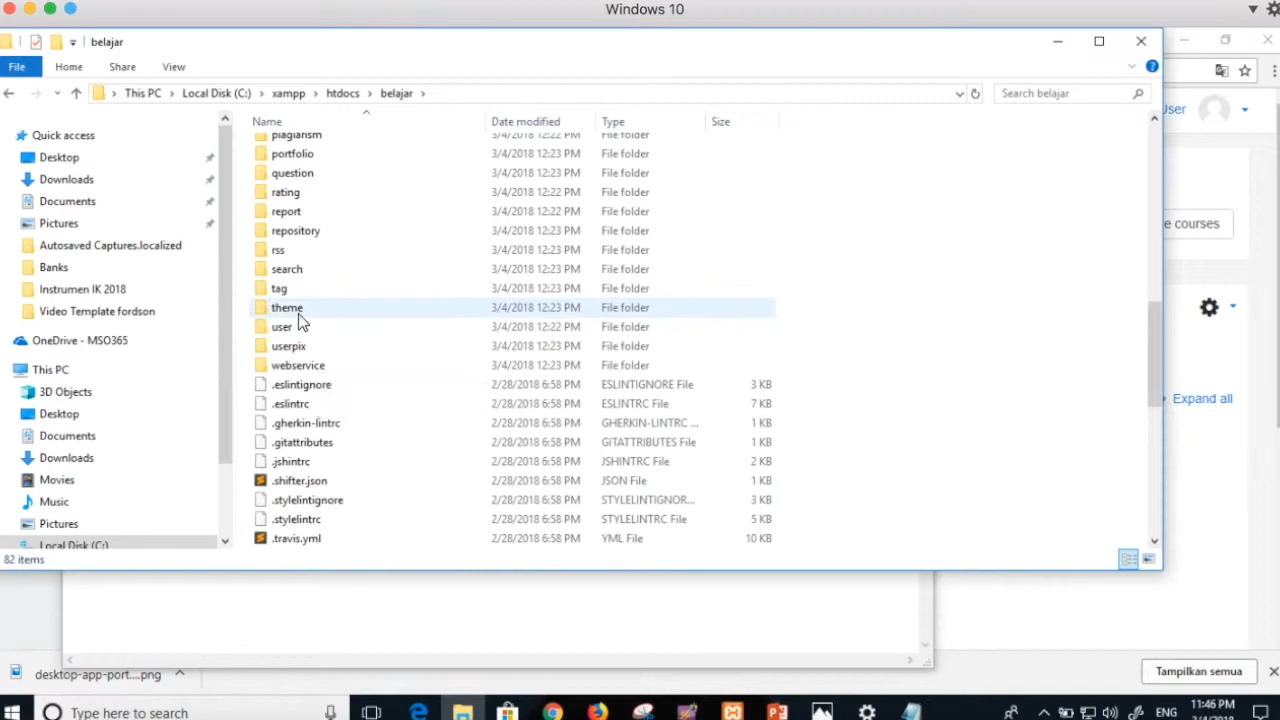 Windows 10
belajar
File Home Share View
This PC Local Disk (C:) xampp htdocs belajar
Search belajar
Name Date modified Type Size
Quick access
Desktop
Downloads
Documents
Pictures
Autosaved Captures.localized
Banks
Instrumen IK 2018
Video Template fordson
OneDrive - MSO365
This PC
3D Objects
Desktop
Documents
Downloads
Movies
Music
Pictures
Local Disk (C:)
plagiarism 3/4/2018 12:22 PM File folder
portfolio 3/4/2018 12:23 PM File folder
question 3/4/2018 12:23 PM File folder
rating 3/4/2018 12:22 PM File folder
report 3/4/2018 12:22 PM File folder
repository 3/4/2018 12:23 PM File folder
rss 3/4/2018 12:23 PM File folder
search 3/4/2018 12:23 PM File folder
tag 3/4/2018 12:23 PM File folder
theme 3/4/2018 12:23 PM File folder
user 3/4/2018 12:22 PM File folder
userpix 3/4/2018 12:23 PM File folder
webservice 3/4/2018 12:23 PM File folder
.eslintignore 2/28/2018 6:58 PM ESLINTIGNORE File 3 KB
.eslintrc 2/28/2018 6:58 PM ESLINTRC File 7 KB
.gherkin-lintrc 2/28/2018 6:58 PM GHERKIN-LINTRC ... 1 KB
.gitattributes 2/28/2018 6:58 PM GITATTRIBUTES File 1 KB
.jshintrc 2/28/2018 6:58 PM JSHINTRC File 2 KB
.shifter.json 2/28/2018 6:58 PM JSON File 1 KB
.stylelintignore 2/28/2018 6:58 PM STYLELINTIGNOR... 3 KB
.stylelintrc 2/28/2018 6:58 PM STYLELINTRC File 5 KB
.travis.yml 2/28/2018 6:58 PM YML File 10 KB
82 items
User
e courses
Expand all
desktop-app-port....png
Tampilkan semua
Type here to search
ENG
11:46 PM
3/4/2018